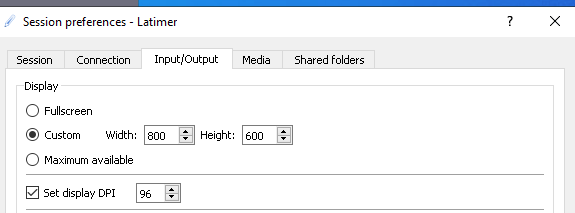 Session preferences - Latimer
Session Connection Input/Output Media Shared folders
Display
Fullscreen
Custom Width: 800 Height: 600
Maximum available
Set display DPI 96